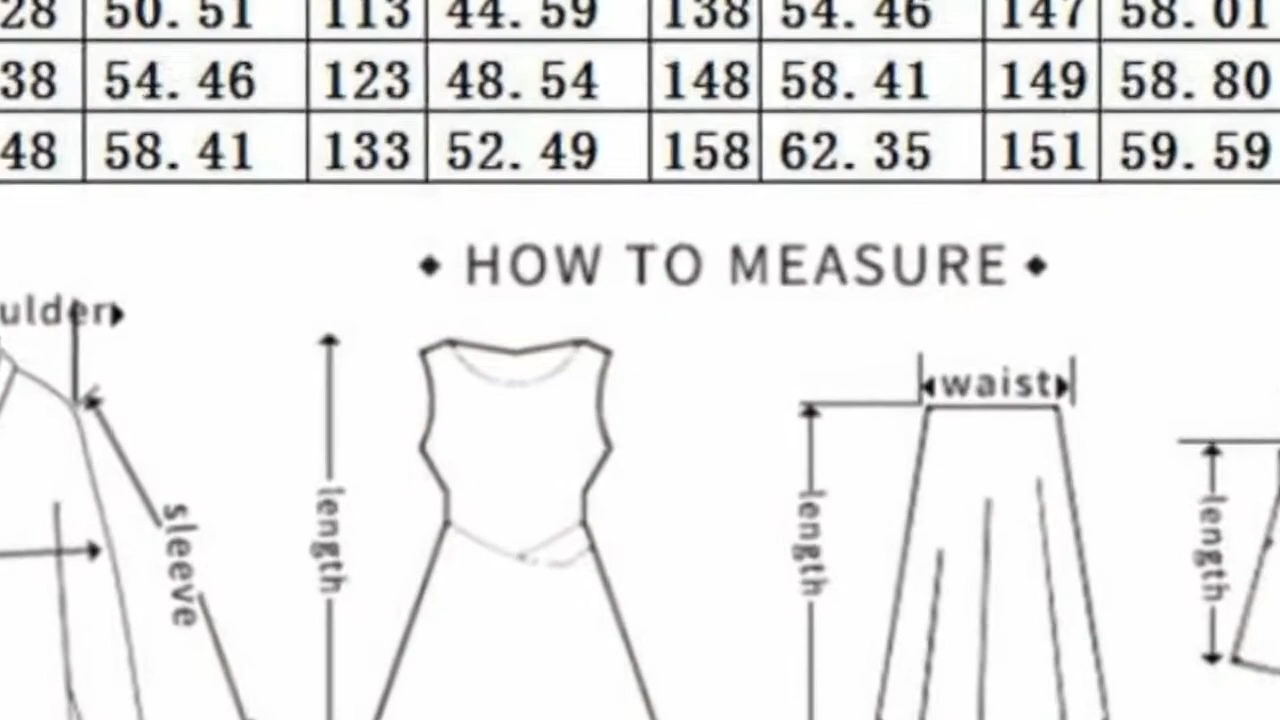 28 50.51 113 44.59 138 54.46 147 58.01
38 54.46 123 48.54 148 58.41 149 58.80
48 58.41 133 52.49 158 62.35 151 59.59
HOW TO MEASURE
ulder
waist
sleeve
length
length
length